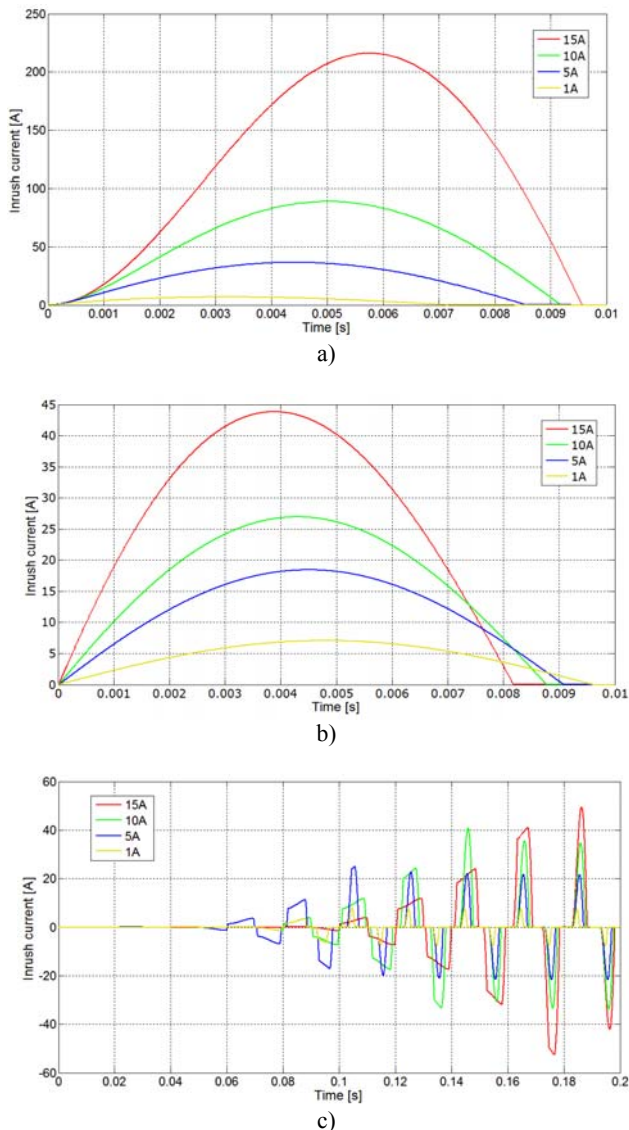 250
200
150
100
50
0
Inrush current [A]
15A
10A
5A
1A
0 0.001 0.002 0.003 0.004 0.005 0.006 0.007 0.008 0.009 0.01
Time [s]
a)
45
40
35
30
25
20
15
10
5
0
Inrush current [A]
15A
10A
5A
1A
0 0.001 0.002 0.003 0.004 0.005 0.006 0.007 0.008 0.009 0.01
Time [s]
b)
60
40
20
0
-20
-40
-60
Inrush current [A]
15A
10A
5A
1A
0 0.02 0.04 0.06 0.08 0.1 0.12 0.14 0.16 0.18 0.2
Time [s]
c)